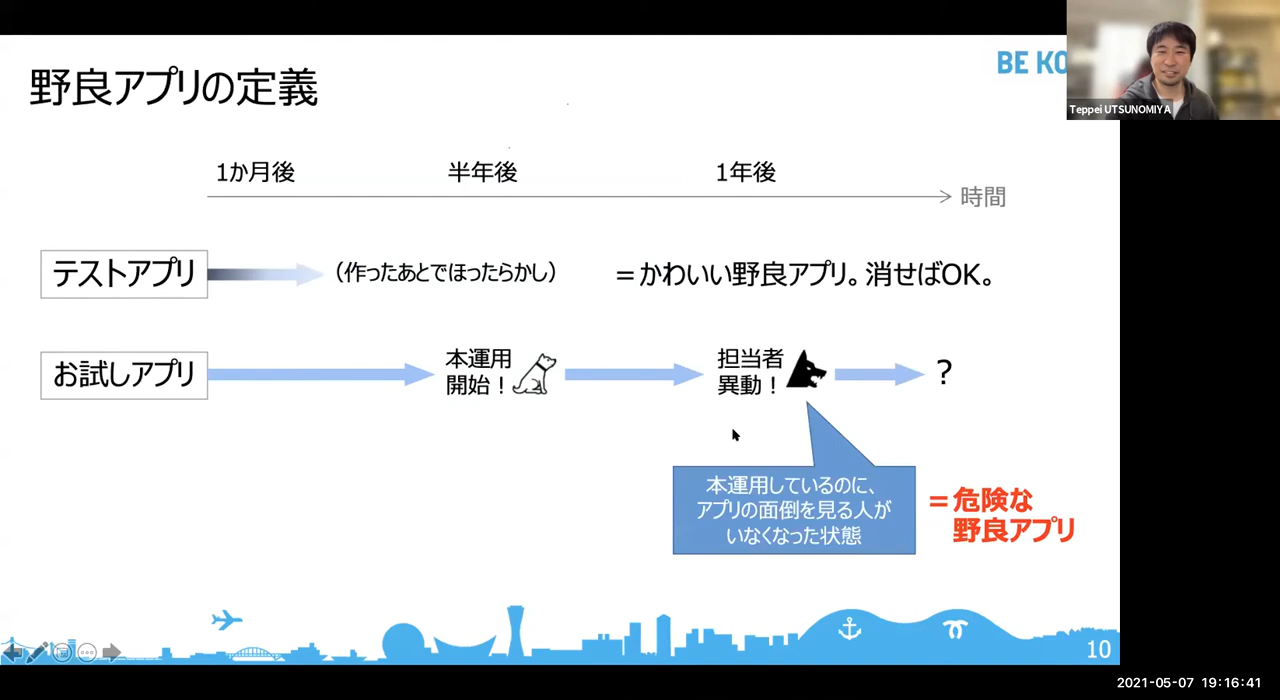 野良アプリの定義
BE KO
Teppei UTSUNOMIYA
1か月後
半年後
1年後
時間
テストアプリ
（作ったあとでほったらかし）
＝かわいい野良アプリ。消せばOK。
お試しアプリ
本運用
開始！
担当者
異動！
？
本運用しているのに、
アプリの面倒を見る人が
いなくなった状態
＝危険な
野良アプリ
10
2021-05-07 19:16:41